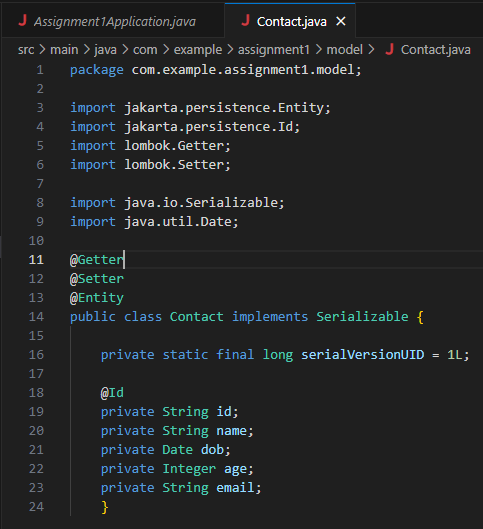 J Assignment1Application.java J Contact.java ×
src > main > java > com > example > assignment1 > model > J Contact.java
1 package com.example.assignment1.model;
2
3 import jakarta.persistence.Entity;
4 import jakarta.persistence.Id;
5 import lombok.Getter;
6 import lombok.Setter;
7
8 import java.io.Serializable;
9 import java.util.Date;
10
11 @Getter
12 @Setter
13 @Entity
14 public class Contact implements Serializable {
15
16     private static final long serialVersionUID = 1L;
17
18     @Id
19     private String id;
20     private String name;
21     private Date dob;
22     private Integer age;
23     private String email;
24     }